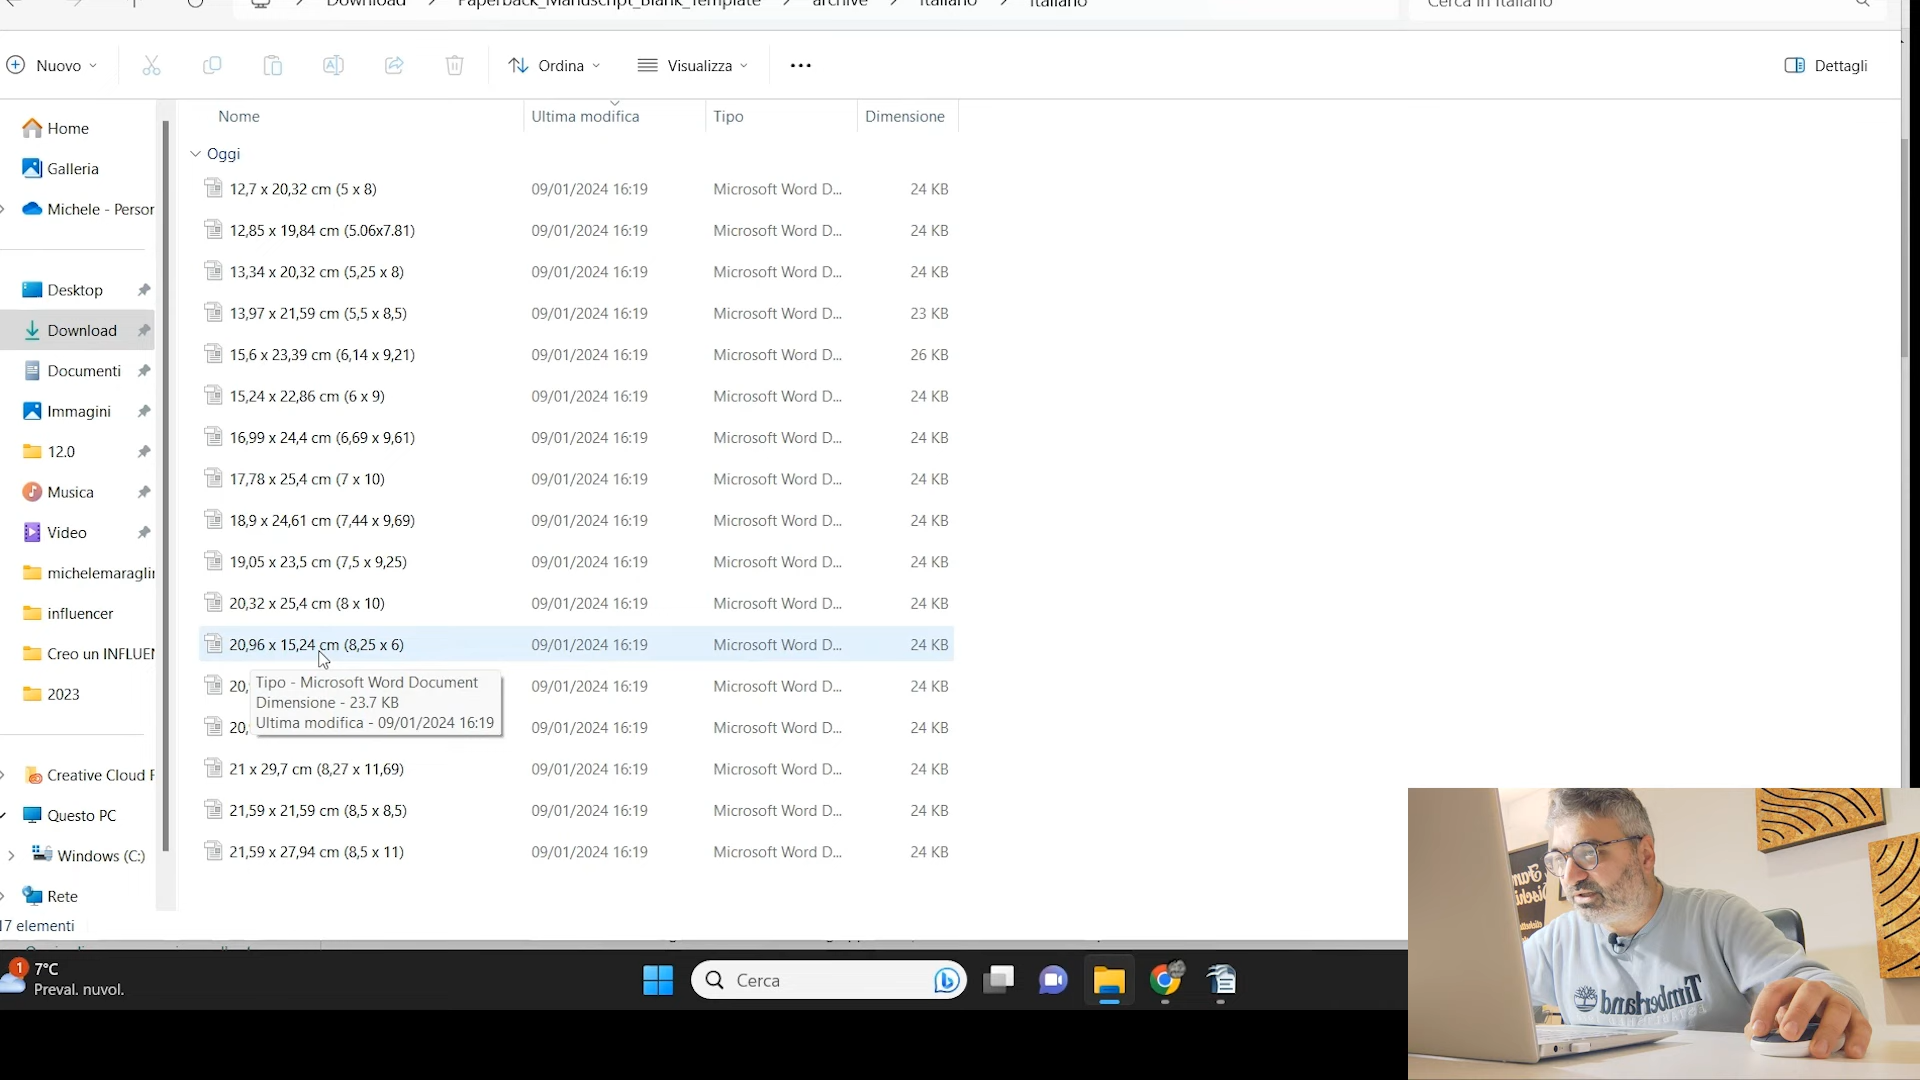 Download > Paperback_Manuscript_Blank_Template > archive > Italiano > Italiano
Cerca in Italiano
Nuovo
Ordina
Visualizza
Dettagli
Nome Ultima modifica Tipo Dimensione
Oggi
12,7 x 20,32 cm (5 x 8) 09/01/2024 16:19 Microsoft Word D... 24 KB
12,85 x 19,84 cm (5.06x7.81) 09/01/2024 16:19 Microsoft Word D... 24 KB
13,34 x 20,32 cm (5,25 x 8) 09/01/2024 16:19 Microsoft Word D... 24 KB
13,97 x 21,59 cm (5,5 x 8,5) 09/01/2024 16:19 Microsoft Word D... 23 KB
15,6 x 23,39 cm (6,14 x 9,21) 09/01/2024 16:19 Microsoft Word D... 26 KB
15,24 x 22,86 cm (6 x 9) 09/01/2024 16:19 Microsoft Word D... 24 KB
16,99 x 24,4 cm (6,69 x 9,61) 09/01/2024 16:19 Microsoft Word D... 24 KB
17,78 x 25,4 cm (7 x 10) 09/01/2024 16:19 Microsoft Word D... 24 KB
18,9 x 24,61 cm (7,44 x 9,69) 09/01/2024 16:19 Microsoft Word D... 24 KB
19,05 x 23,5 cm (7,5 x 9,25) 09/01/2024 16:19 Microsoft Word D... 24 KB
20,32 x 25,4 cm (8 x 10) 09/01/2024 16:19 Microsoft Word D... 24 KB
20,96 x 15,24 cm (8,25 x 6) 09/01/2024 16:19 Microsoft Word D... 24 KB
20, 09/01/2024 16:19 Microsoft Word D... 24 KB
20, 09/01/2024 16:19 Microsoft Word D... 24 KB
21 x 29,7 cm (8,27 x 11,69) 09/01/2024 16:19 Microsoft Word D... 24 KB
21,59 x 21,59 cm (8,5 x 8,5) 09/01/2024 16:19 Microsoft Word D... 24 KB
21,59 x 27,94 cm (8,5 x 11) 09/01/2024 16:19 Microsoft Word D... 24 KB
Tipo - Microsoft Word Document
Dimensione - 23.7 KB
Ultima modifica - 09/01/2024 16:19
Home
Galleria
Michele - Person
Desktop
Download
Documenti
Immagini
12.0
Musica
Video
michelemaraglin
influencer
Creo un INFLUEN
2023
Creative Cloud F
Questo PC
Windows (C:)
Rete
17 elementi
1
7°C
Preval. nuvol.
Cerca
Timberland